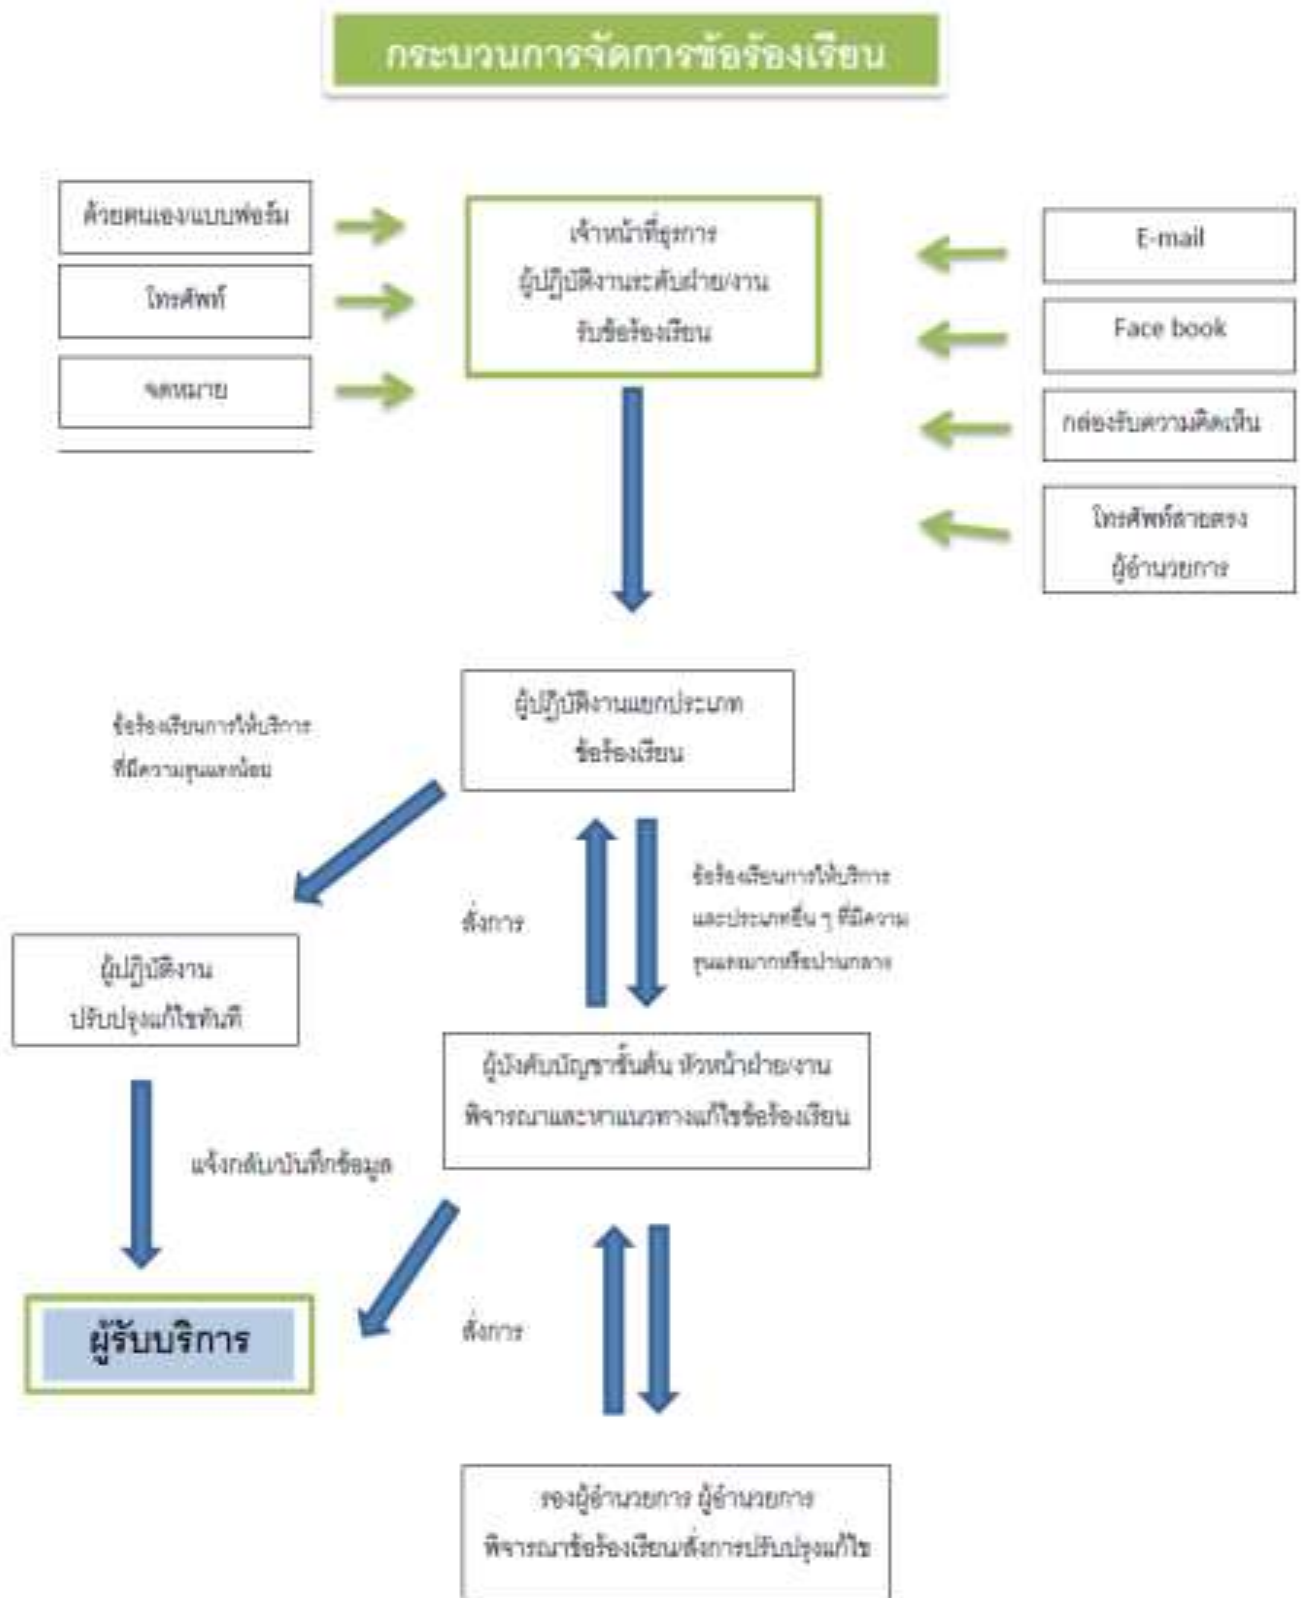 กระบวนการจัดการข้อร้องเรียน
ด้วยตนเอง/แบบฟอร์ม
โทรศัพท์
จดหมาย
เจ้าหน้าที่ธุรการ
ผู้ปฏิบัติงานระดับฝ่าย/งาน
รับข้อร้องเรียน
E-mail
Face book
กล่องรับความคิดเห็น
โทรศัพท์สายตรง
ผู้อำนวยการ
ผู้ปฏิบัติงานแยกประเภท
ข้อร้องเรียน
ข้อร้องเรียนการให้บริการ
ที่มีความรุนแรงน้อย
สั่งการ
ข้อร้องเรียนการให้บริการ
และประเภทอื่น ๆ ที่มีความ
รุนแรงมากหรือปานกลาง
ผู้ปฏิบัติงาน
ปรับปรุงแก้ไขทันที
ผู้บังคับบัญชาชั้นต้น หัวหน้าฝ่าย/งาน
พิจารณาและหาแนวทางแก้ไขข้อร้องเรียน
แจ้งกลับ/บันทึกข้อมูล
ผู้รับบริการ
สั่งการ
รองผู้อำนวยการ ผู้อำนวยการ
พิจารณาข้อร้องเรียน/สั่งการปรับปรุงแก้ไข